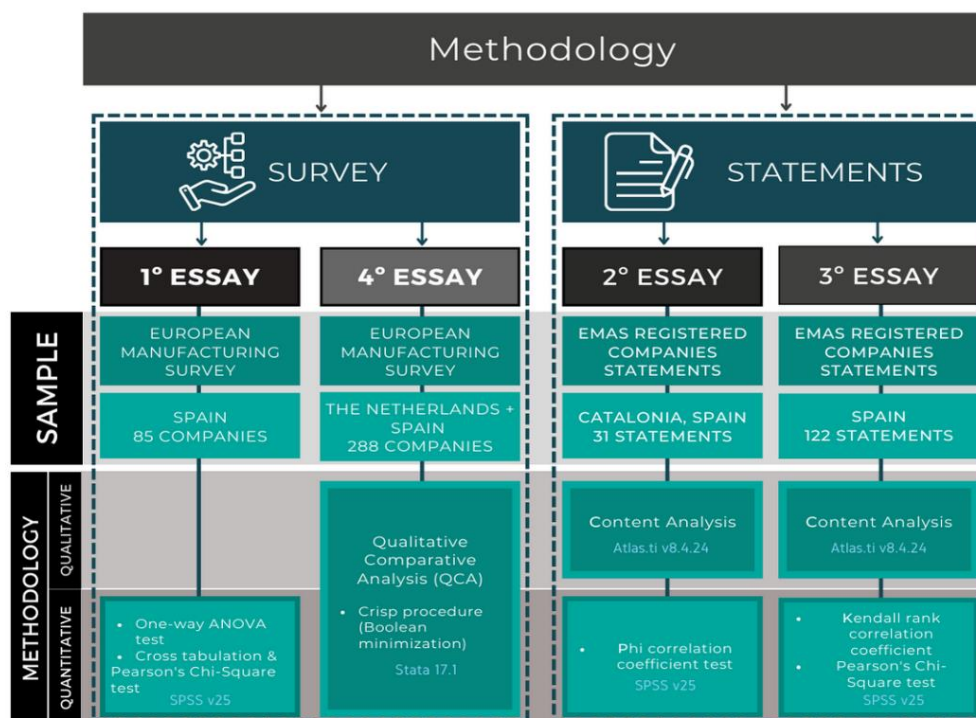 Methodology
SURVEY
STATEMENTS
1º ESSAY
4º ESSAY
2º ESSAY
3º ESSAY
SAMPLE
EUROPEAN
MANUFACTURING
SURVEY
EUROPEAN
MANUFACTURING
SURVEY
EMAS REGISTERED
COMPANIES
STATEMENTS
EMAS REGISTERED
COMPANIES
STATEMENTS
SPAIN
85 COMPANIES
THE NETHERLANDS +
SPAIN
288 COMPANIES
CATALONIA, SPAIN
31 STATEMENTS
SPAIN
122 STATEMENTS
METHODOLOGY
QUALITATIVE
Qualitative
Comparative
Analysis (QCA)
• Crisp procedure
(Boolean
minimization)
Stata 17.1
Content Analysis
Atlas.ti v8.4.24
Content Analysis
Atlas.ti v8.4.24
QUANTITATIVE
• One-way ANOVA
test
• Cross tabulation &
Pearson's Chi-Square
test
SPSS v25
• Phi correlation
coefficient test
SPSS v25
• Kendall rank
correlation
coefficient
• Pearson's Chi-
Square test
SPSS v25